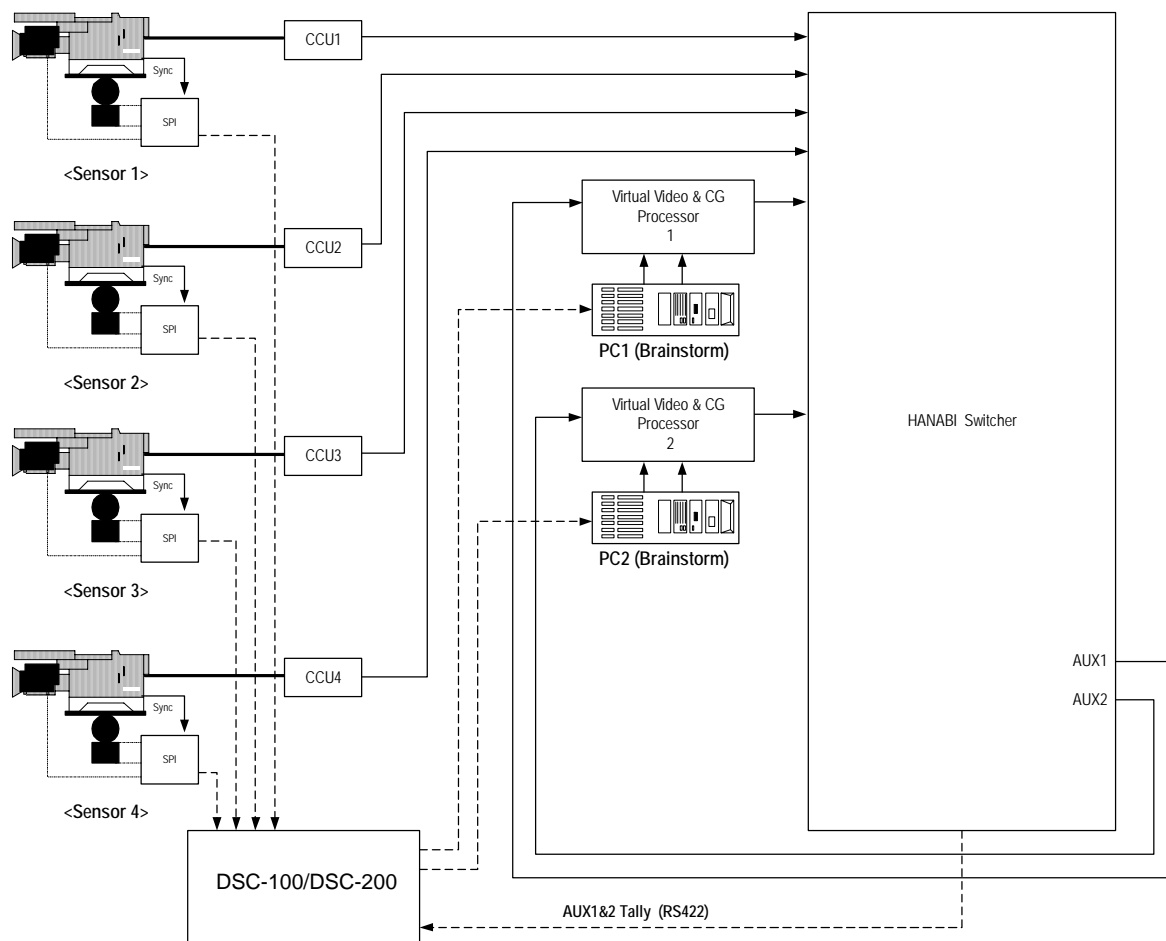 CCU1
Sync
SPI
<Sensor 1>
CCU2
Sync
SPI
<Sensor 2>
CCU3
Sync
SPI
<Sensor 3>
CCU4
Sync
SPI
<Sensor 4>
Virtual Video & CG
Processor
1
PC1 (Brainstorm)
Virtual Video & CG
Processor
2
PC2 (Brainstorm)
HANABI Switcher
AUX1
AUX2
DSC-100/DSC-200
AUX1&2 Tally (RS422)